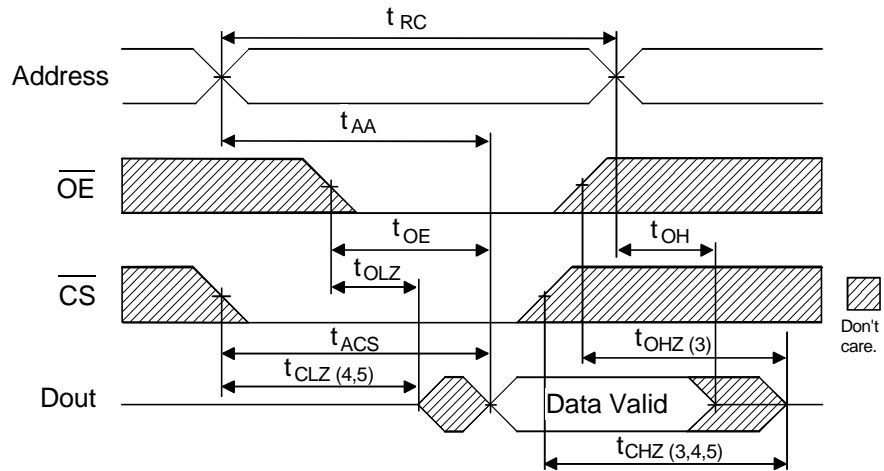 t RC
Address
t AA
OE
t OE
t OH
t OLZ
CS
Don't
care.
t ACS
t OHZ (3)
t CLZ (4,5)
Dout
Data Valid
t CHZ (3,4,5)